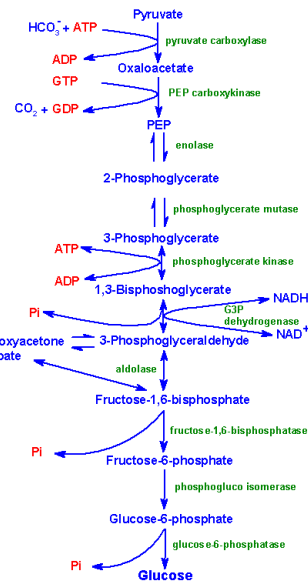 Pyruvate
HCO3- + ATP
pyruvate carboxylase
ADP
Oxaloacetate
GTP
PEP carboxykinase
CO2 + GDP
PEP
enolase
2-Phosphoglycerate
phosphoglycerate mutase
3-Phosphoglycerate
ATP
phosphoglycerate kinase
ADP
1,3-Bisphoshoglycerate
NADH
Pi
G3P
dehydrogenase
NAD+
oxyacetone
bate
3-Phosphoglyceraldehyde
aldolase
Fructose-1,6-bisphosphate
fructose-1,6-bisphosphatase
Pi
Fructose-6-phosphate
phosphogluco isomerase
Glucose-6-phosphate
glucose-6-phosphatase
Pi
Glucose